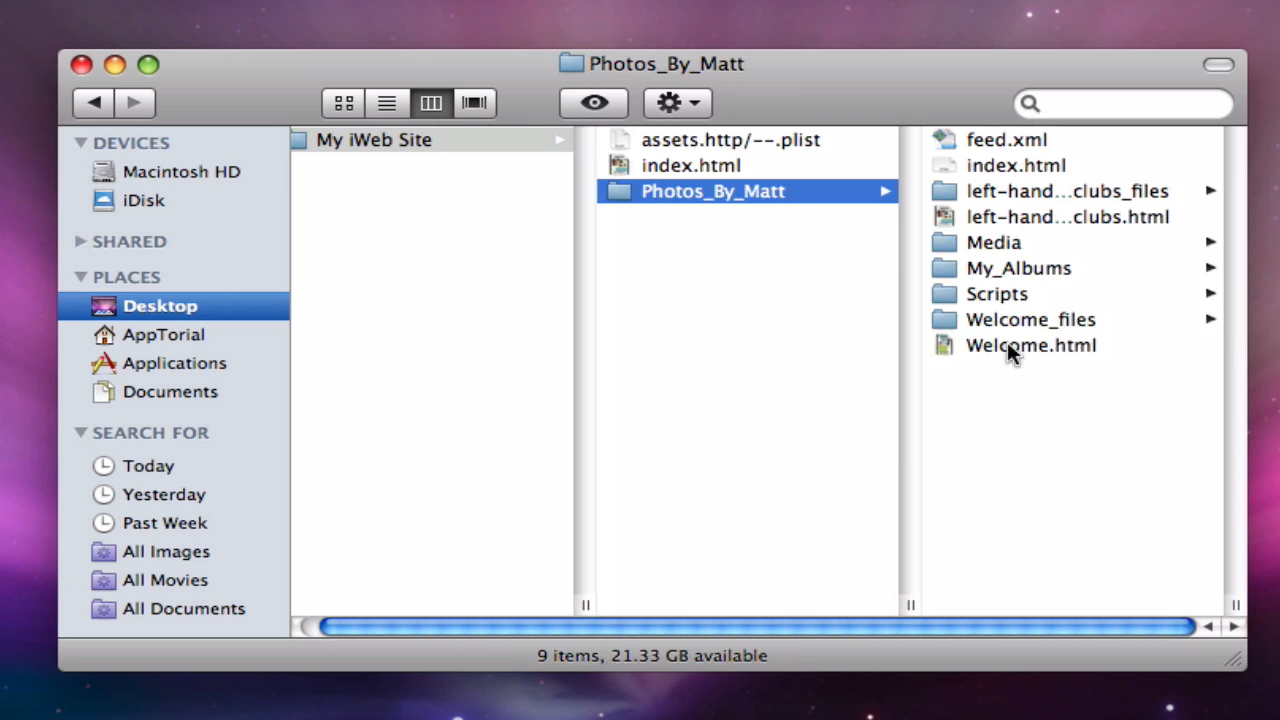 Photos_By_Matt
DEVICES
Macintosh HD
iDisk
SHARED
PLACES
Desktop
AppTorial
Applications
Documents
SEARCH FOR
Today
Yesterday
Past Week
All Images
All Movies
All Documents
My iWeb Site
assets.http/--.plist
index.html
Photos_By_Matt
feed.xml
index.html
left-hand...clubs_files
left-hand...clubs.html
Media
My_Albums
Scripts
Welcome_files
Welcome.html
9 items, 21.33 GB available